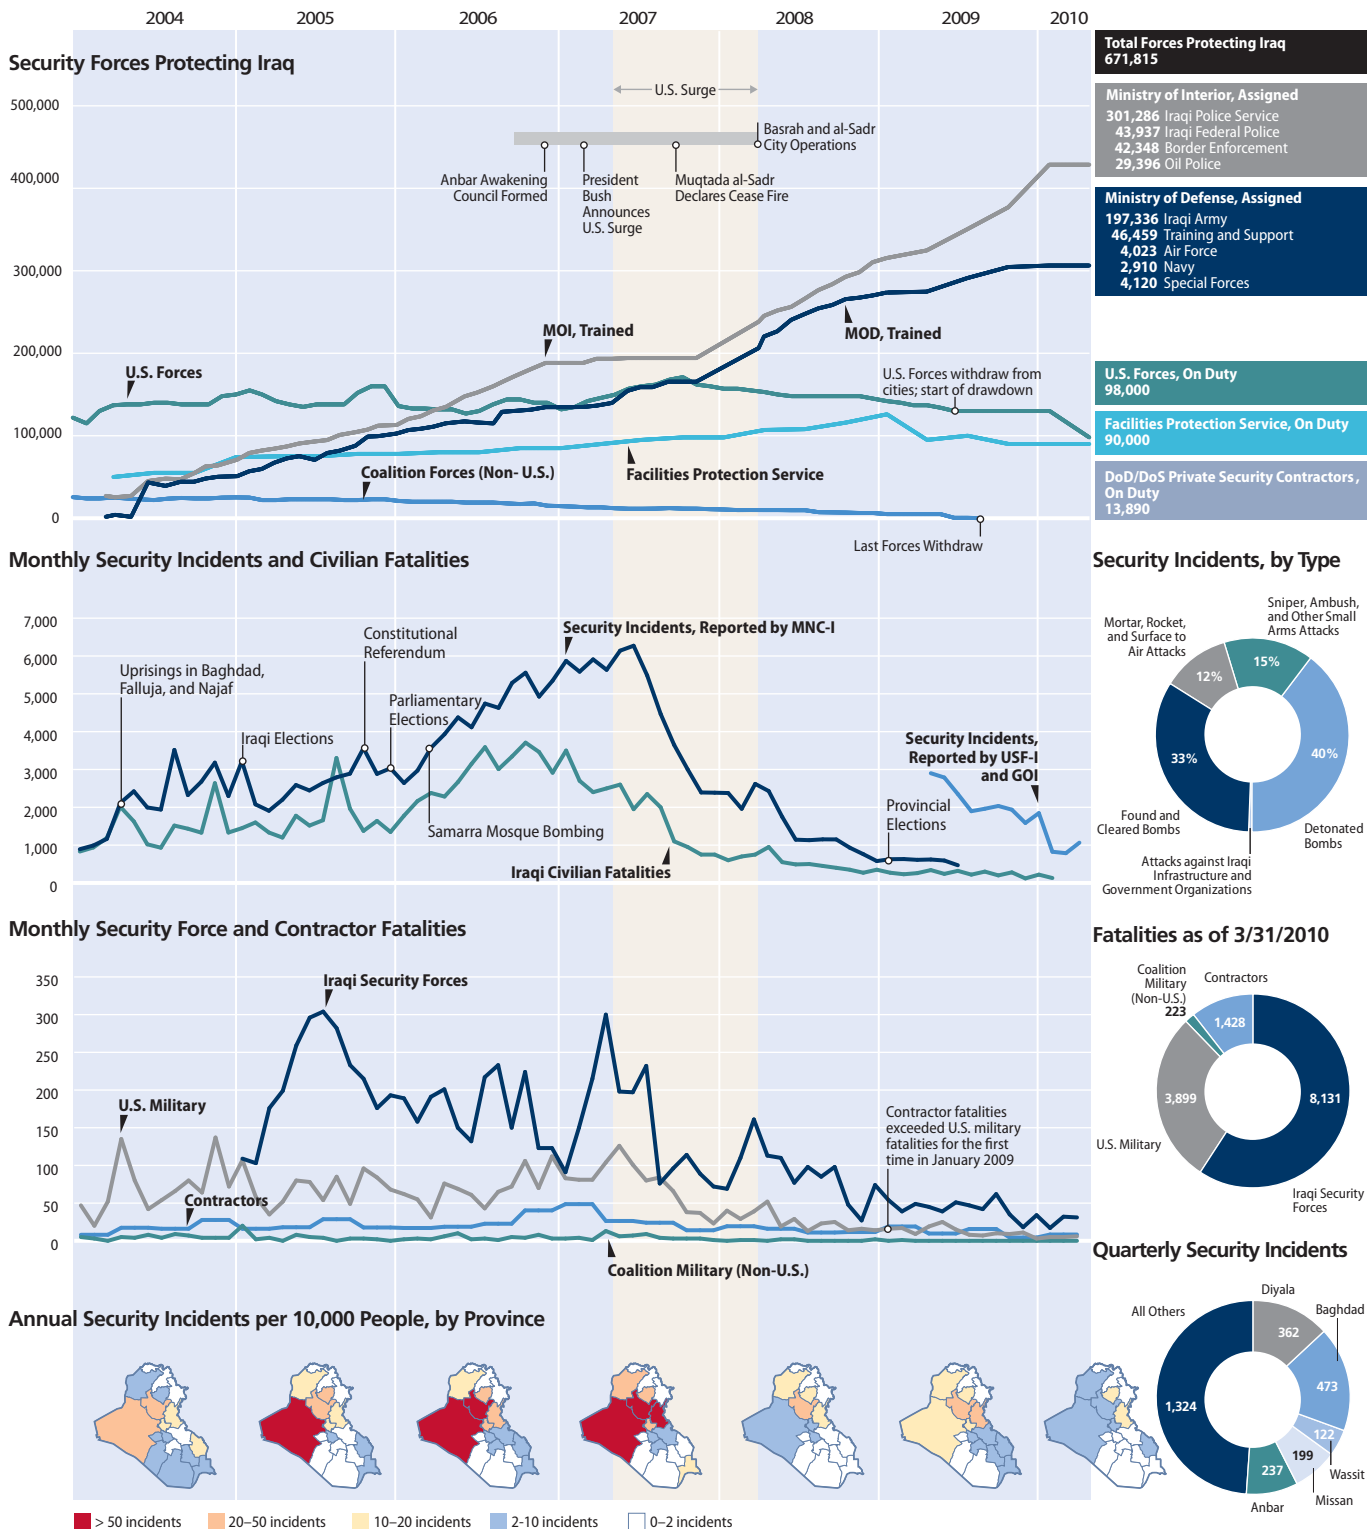 2004 2005 2006 2007 2008 2009 2010
Security Forces Protecting Iraq
500,000
400,000
300,000
200,000
100,000
0
U.S. Surge
Basrah and al-Sadr
City Operations
Anbar Awakening
Council Formed
President
Bush
Announces
U.S. Surge
Muqtada al-Sadr
Declares Cease Fire
MOI, Trained
MOD, Trained
U.S. Forces
U.S. Forces withdraw from
cities; start of drawdown
Coalition Forces (Non- U.S.)
Facilities Protection Service
Last Forces Withdraw
Total Forces Protecting Iraq
671,815
Ministry of Interior, Assigned
301,286 Iraqi Police Service
43,937 Iraqi Federal Police
42,348 Border Enforcement
29,396 Oil Police
Ministry of Defense, Assigned
197,336 Iraqi Army
46,459 Training and Support
4,023 Air Force
2,910 Navy
4,120 Special Forces
U.S. Forces, On Duty
98,000
Facilities Protection Service, On Duty
90,000
DoD/DoS Private Security Contractors ,
On Duty
13,890
Monthly Security Incidents and Civilian Fatalities
7,000
6,000
5,000
4,000
3,000
2,000
1,000
0
Uprisings in Baghdad,
Falluja, and Najaf
Iraqi Elections
Constitutional
Referendum
Parliamentary
Elections
Samarra Mosque Bombing
Security Incidents, Reported by MNC-I
Iraqi Civilian Fatalities
Security Incidents,
Reported by USF-I
and GOI
Provincial
Elections
Security Incidents, by Type
Sniper, Ambush,
and Other Small
Arms Attacks
Mortar, Rocket,
and Surface to
Air Attacks
15%
12%
40%
33%
Found and
Cleared Bombs
Detonated
Bombs
Attacks against Iraqi
Infrastructure and
Government Organizations
Monthly Security Force and Contractor Fatalities
350
300
250
200
150
100
50
0
Iraqi Security Forces
U.S. Military
Contractors
Coalition Military (Non-U.S.)
Contractor fatalities
exceeded U.S. military
fatalities for the first
time in January 2009
Fatalities as of 3/31/2010
Coalition
Military
(Non-U.S.)
223
Contractors
1,428
3,899
8,131
U.S. Military
Iraqi Security
Forces
Annual Security Incidents per 10,000 People, by Province
> 50 incidents
20–50 incidents
10–20 incidents
2-10 incidents
0–2 incidents
Quarterly Security Incidents
Diyala
All Others
Baghdad
362
473
1,324
122
199
237
Wassit
Missan
Anbar